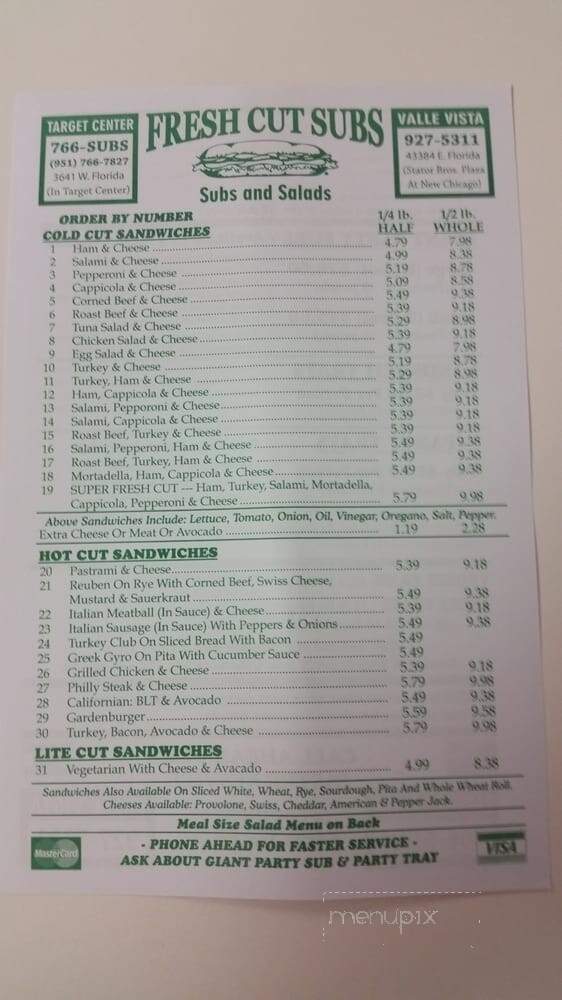 TARGET CENTER
766-SUBS
(951) 766-7827
3641 W. Florida
(In Target Center)
FRESH CUT SUBS
Subs and Salads
VALLE VISTA
927-5311
43384 E. Florida
(Stator Bros. Plaza
At New Chicago)
ORDER BY NUMBER 1/4 lb. 1/2 lb.
COLD CUT SANDWICHES HALF WHOLE
1 Ham & Cheese 4.79 7.98
2 Salami & Cheese 4.99 8.38
3 Pepperoni & Cheese 5.19 8.78
4 Cappicola & Cheese 5.09 8.58
5 Corned Beef & Cheese 5.49 9.38
6 Roast Beef & Cheese 5.39 9.18
7 Tuna Salad & Cheese 5.29 8.98
8 Chicken Salad & Cheese 5.39 9.18
9 Egg Salad & Cheese 4.79 7.98
10 Turkey & Cheese 5.19 8.78
11 Turkey, Ham & Cheese 5.29 8.98
12 Ham, Cappicola & Cheese 5.39 9.18
13 Salami, Pepporoni & Cheese 5.39 9.18
14 Salami, Cappicola & Cheese 5.39 9.18
15 Roast Beef, Turkey & Cheese 5.39 9.18
16 Salami, Pepperoni, Ham & Cheese 5.49 9.38
17 Roast Beef, Turkey, Ham & Cheese 5.49 9.38
18 Mortadella, Ham, Cappicola & Cheese 5.49 9.38
19 SUPER FRESH CUT — Ham, Turkey, Salami, Mortadella,
Cappicola, Pepperoni & Cheese 5.79 9.98
Above Sandwiches Include: Lettuce, Tomato, Onion, Oil, Vinegar, Oregano, Salt, Pepper.
Extra Cheese Or Meat Or Avocado 1.19 2.28
HOT CUT SANDWICHES
20 Pastrami & Cheese 5.39 9.18
21 Reuben On Rye With Corned Beef, Swiss Cheese,
Mustard & Sauerkraut 5.49 9.38
22 Italian Meatball (In Sauce) & Cheese 5.39 9.18
23 Italian Sausage (In Sauce) With Peppers & Onions 5.49 9.38
24 Turkey Club On Sliced Bread With Bacon 5.49
25 Greek Gyro On Pita With Cucumber Sauce 5.49
26 Grilled Chicken & Cheese 5.39 9.18
27 Philly Steak & Cheese 5.79 9.98
28 Californian: BLT & Avocado 5.49 9.38
29 Gardenburger 5.59 9.58
30 Turkey, Bacon, Avocado & Cheese 5.79 9.98
LITE CUT SANDWICHES
31 Vegetarian With Cheese & Avacado 4.99 8.38
Sandwiches Also Available On Sliced White, Wheat, Rye, Sourdough, Pita And Whole Wheat Roll.
Cheeses Available: Provolone, Swiss, Cheddar, American & Pepper Jack.
Meal Size Salad Menu on Back
MasterCard
- PHONE AHEAD FOR FASTER SERVICE -
ASK ABOUT GIANT PARTY SUB & PARTY TRAY
VISA
menupix